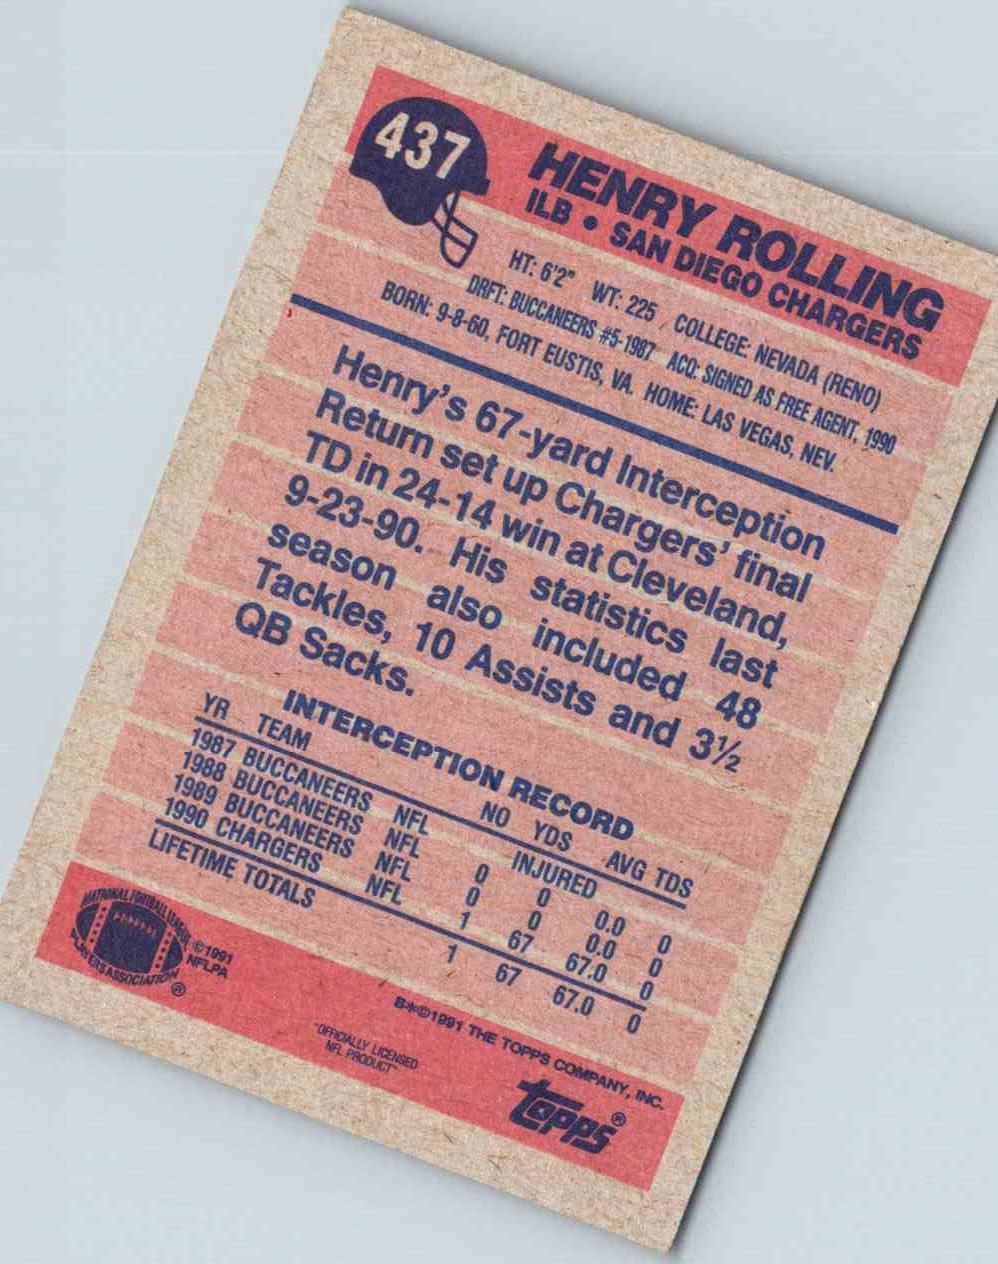 437
HENRY ROLLING
ILB • SAN DIEGO CHARGERS
HT: 6'2" WT: 225 COLLEGE: NEVADA (RENO)
DRFT: BUCCANEERS #5-1987 ACQ: SIGNED AS FREE AGENT, 1990
BORN: 9-8-60, FORT EUSTIS, VA. HOME: LAS VEGAS, NEV.
Henry's 67-yard Interception
Return set up Chargers' final
TD in 24-14 win at Cleveland,
9-23-90. His statistics last
season also included 48
Tackles, 10 Assists and 3½
QB Sacks.
INTERCEPTION RECORD
YR TEAM NO YDS AVG TDS
1987 BUCCANEERS NFL INJURED
1988 BUCCANEERS NFL 0 0 0.0 0
1989 BUCCANEERS NFL 0 0 0.0 0
1990 CHARGERS NFL 1 67 67.0 0
LIFETIME TOTALS 1 67 67.0 0
NATIONAL FOOTBALL LEAGUE
PLAYERS ASSOCIATION ®
©1991
NFLPA
B*©1991 THE TOPPS COMPANY, INC.
"OFFICIALLY LICENSED
NFL PRODUCT"
TOPPS®